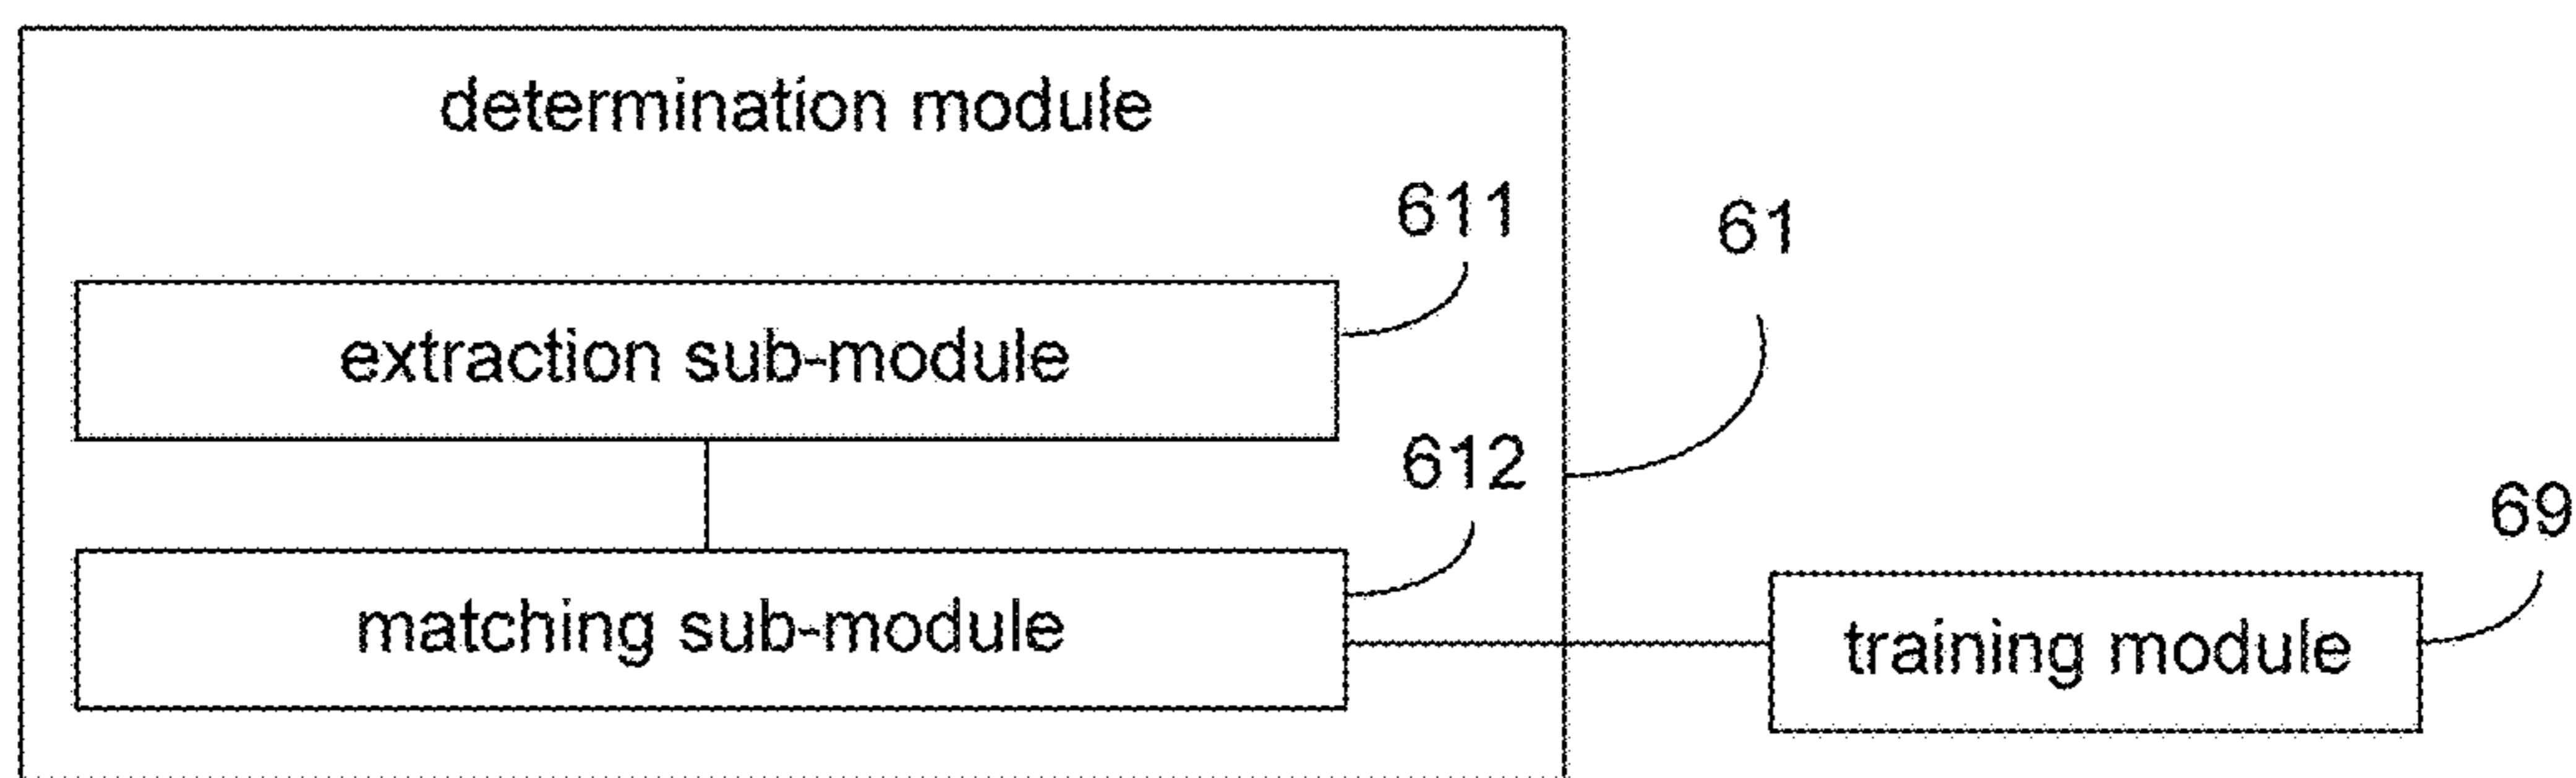 determination module
611
61
extraction sub-module
612
69
matching sub-module
training module